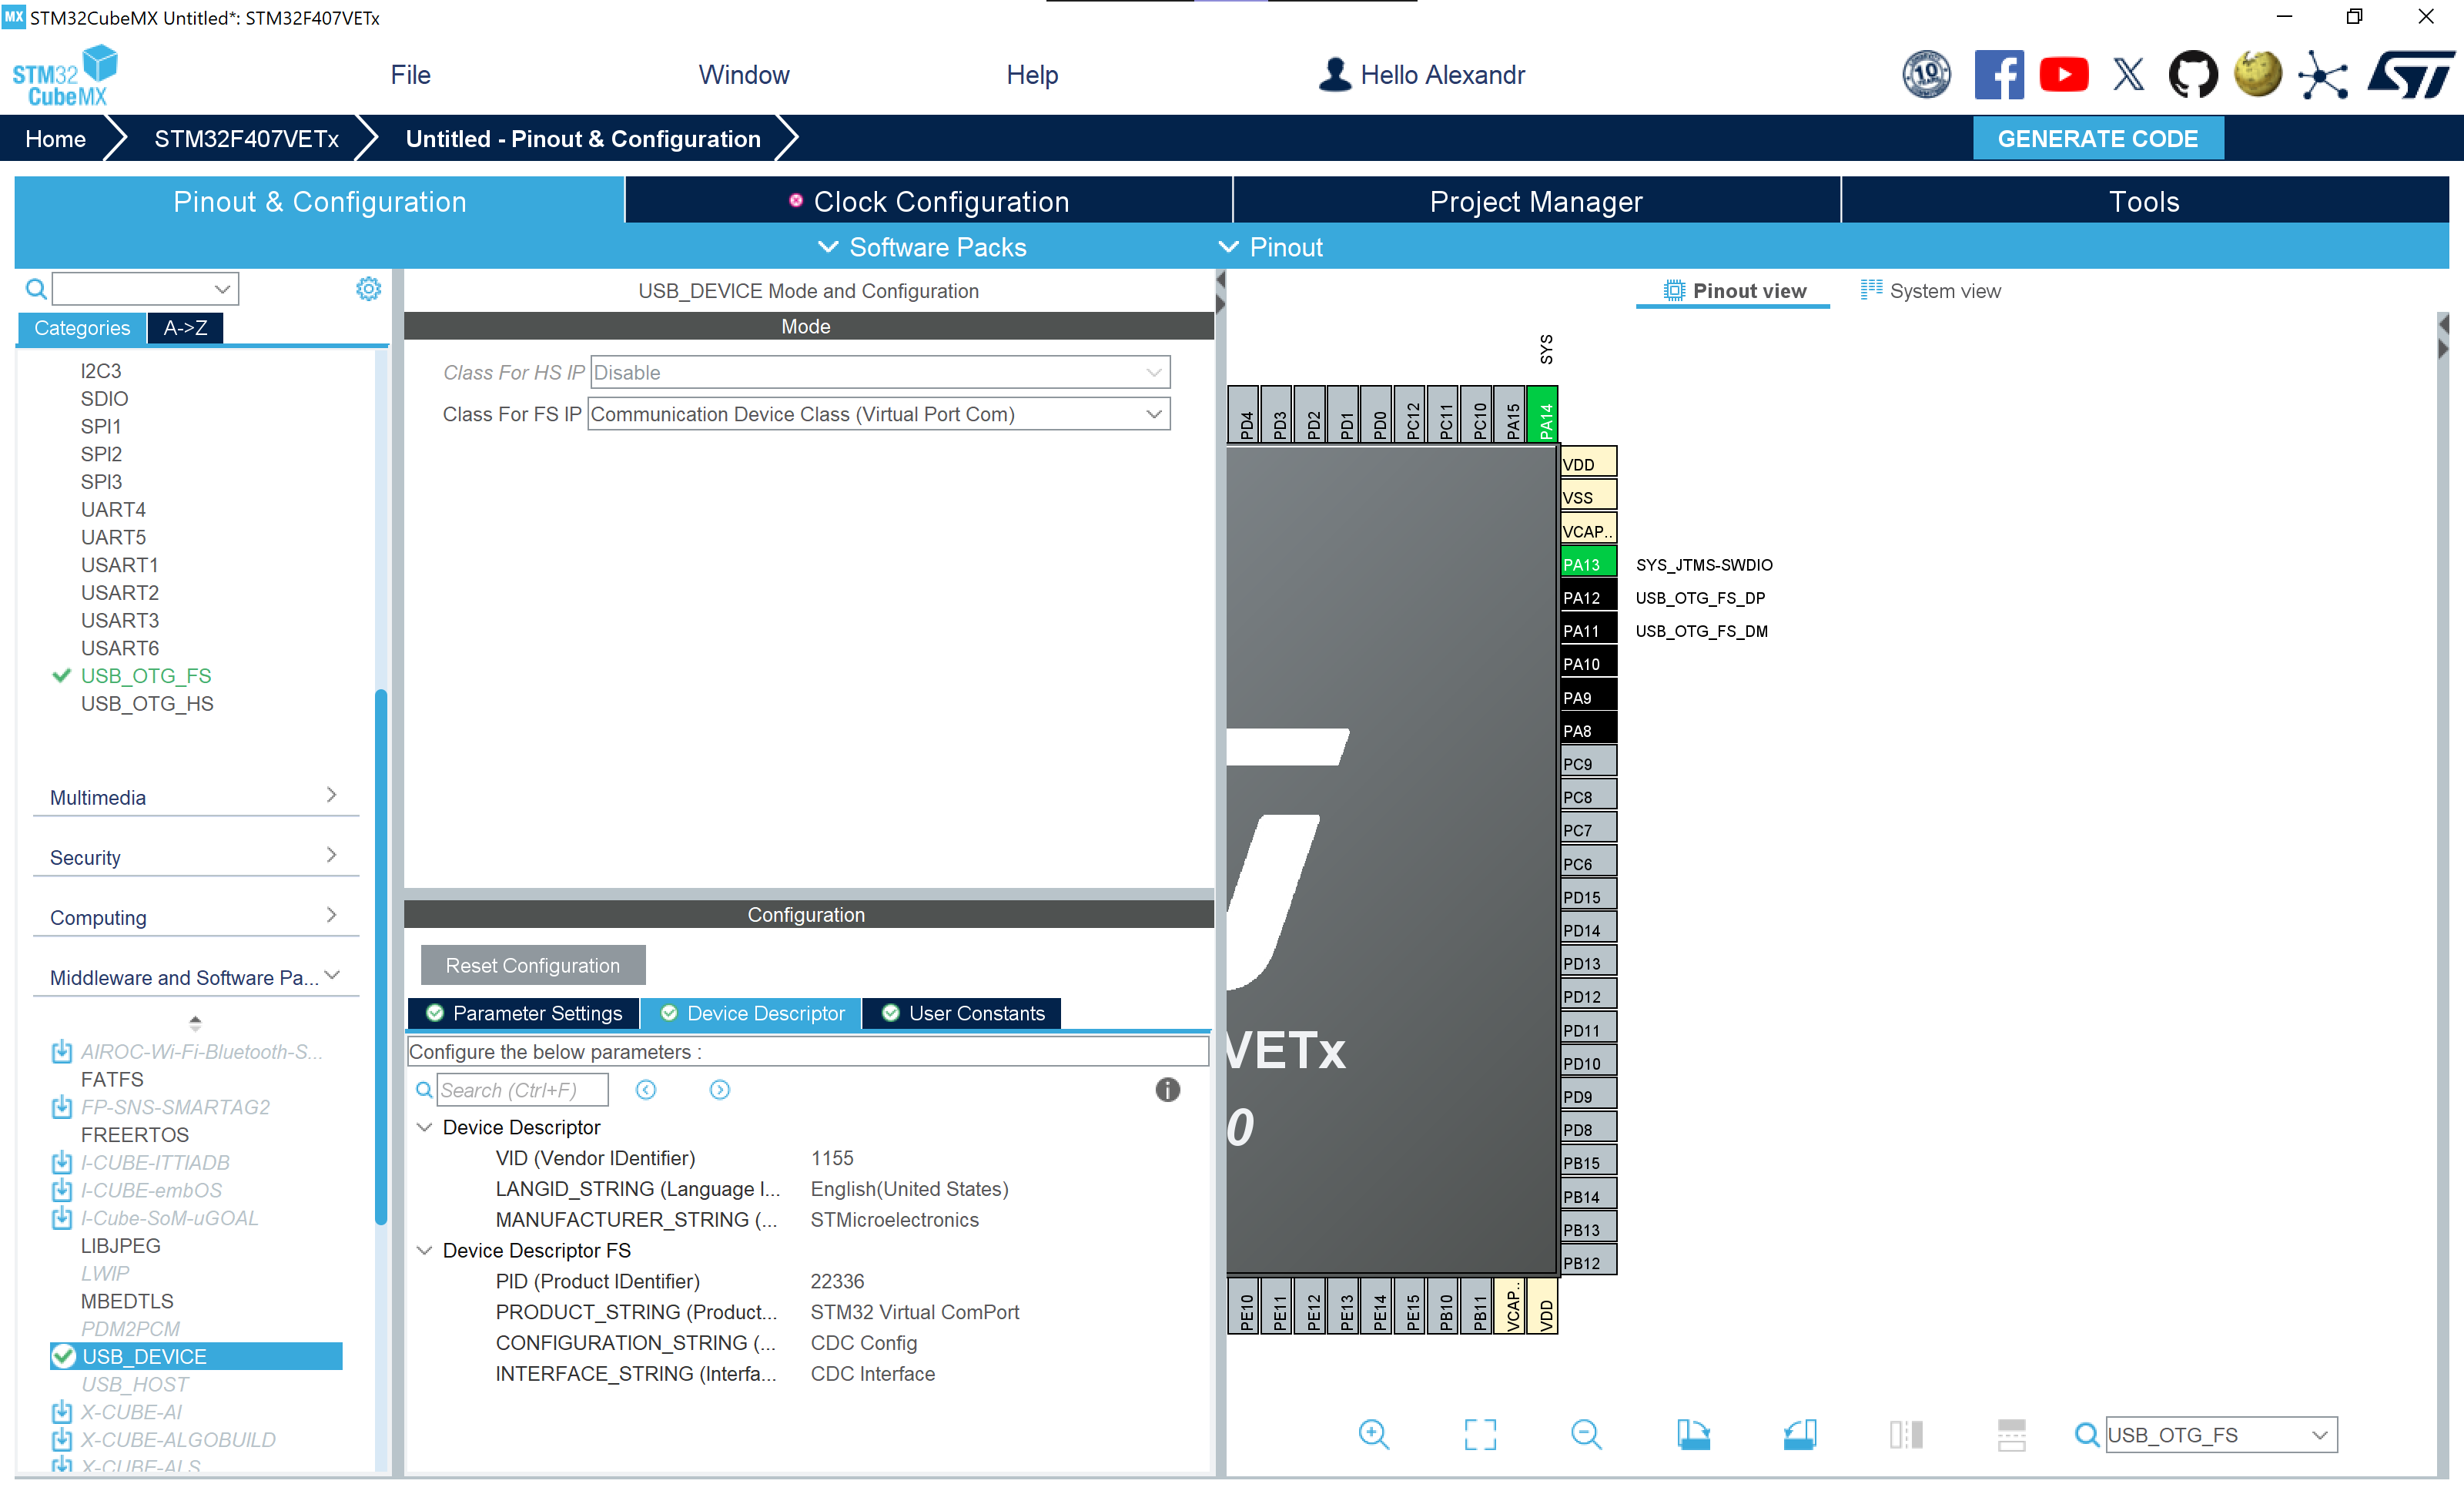 MX STM32CubeMX Untitled*: STM32F407VETx
STM32
CubeMX
File
Window
Help
Hello Alexandr
10
Home
STM32F407VETx
Untitled - Pinout & Configuration
GENERATE CODE
Pinout & Configuration
Clock Configuration
Project Manager
Tools
Software Packs
Pinout
Categories
A->Z
I2C3
SDIO
SPI1
SPI2
SPI3
UART4
UART5
USART1
USART2
USART3
USART6
USB_OTG_FS
USB_OTG_HS
Multimedia
Security
Computing
Middleware and Software Pa...
AIROC-Wi-Fi-Bluetooth-S...
FATFS
FP-SNS-SMARTAG2
FREERTOS
I-CUBE-ITTIADB
I-CUBE-embOS
I-Cube-SoM-uGOAL
LIBJPEG
LWIP
MBEDTLS
PDM2PCM
USB_DEVICE
USB_HOST
X-CUBE-AI
X-CUBE-ALGOBUILD
X-CUBE-ALS
USB_DEVICE Mode and Configuration
Mode
Class For HS IP Disable
Class For FS IP Communication Device Class (Virtual Port Com)
Configuration
Reset Configuration
Parameter Settings
Device Descriptor
User Constants
Configure the below parameters :
Search (Ctrl+F)
Device Descriptor
VID (Vendor IDentifier) 1155
LANGID_STRING (Language I... English(United States)
MANUFACTURER_STRING (... STMicroelectronics
Device Descriptor FS
PID (Product IDentifier) 22336
PRODUCT_STRING (Product... STM32 Virtual ComPort
CONFIGURATION_STRING (... CDC Config
INTERFACE_STRING (Interfa... CDC Interface
Pinout view
System view
SYS
PD4
PD3
PD2
PD1
PD0
PC12
PC11
PC10
PA15
PA14
VDD
VSS
VCAP..
PA13 SYS_JTMS-SWDIO
PA12 USB_OTG_FS_DP
PA11 USB_OTG_FS_DM
PA10
PA9
PA8
PC9
PC8
PC7
PC6
PD15
PD14
PD13
PD12
PD11
PD10
PD9
PD8
PB15
PB14
PB13
PB12
VETx
0
PE10
PE11
PE12
PE13
PE14
PE15
PB10
PB11
VCAP..
VDD
USB_OTG_FS